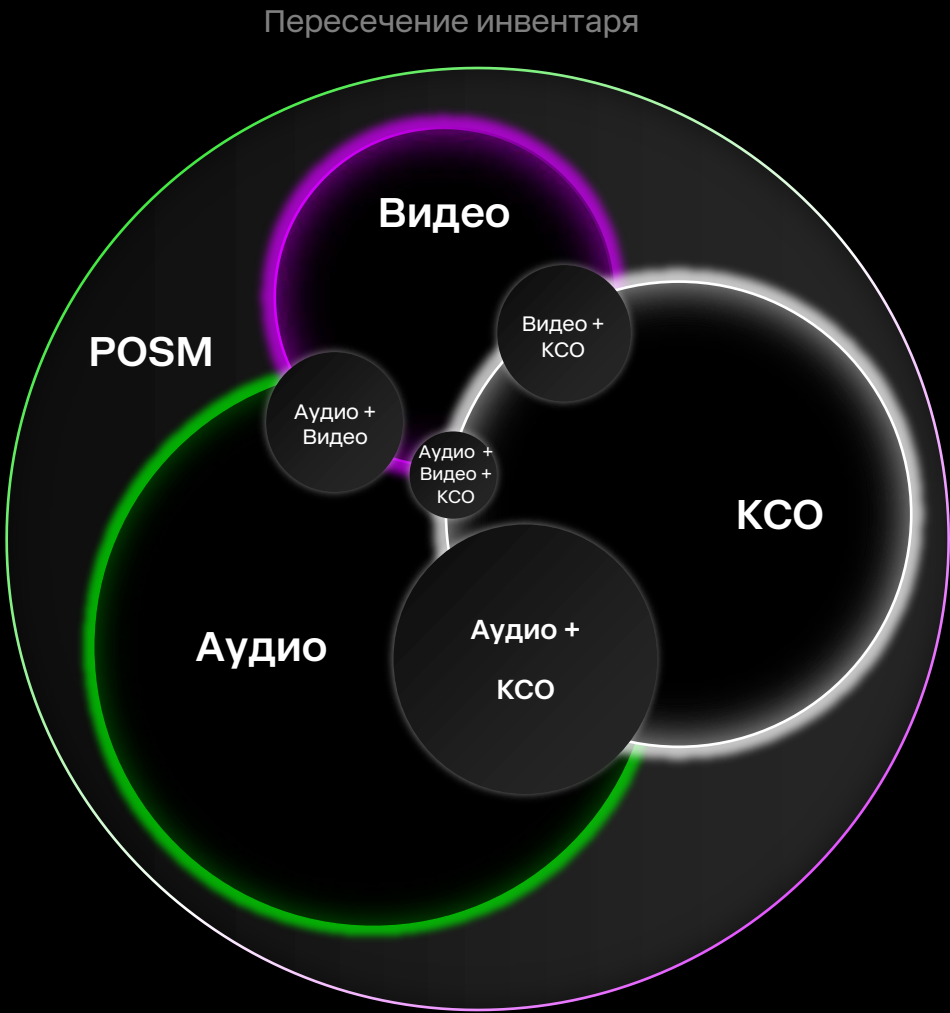 Пересечение инвентаря
Видео
Видео +
КСО
POSM
Аудио +
Видео
Аудио +
Видео +
КСО
КСО
Аудио +
КСО
Аудио